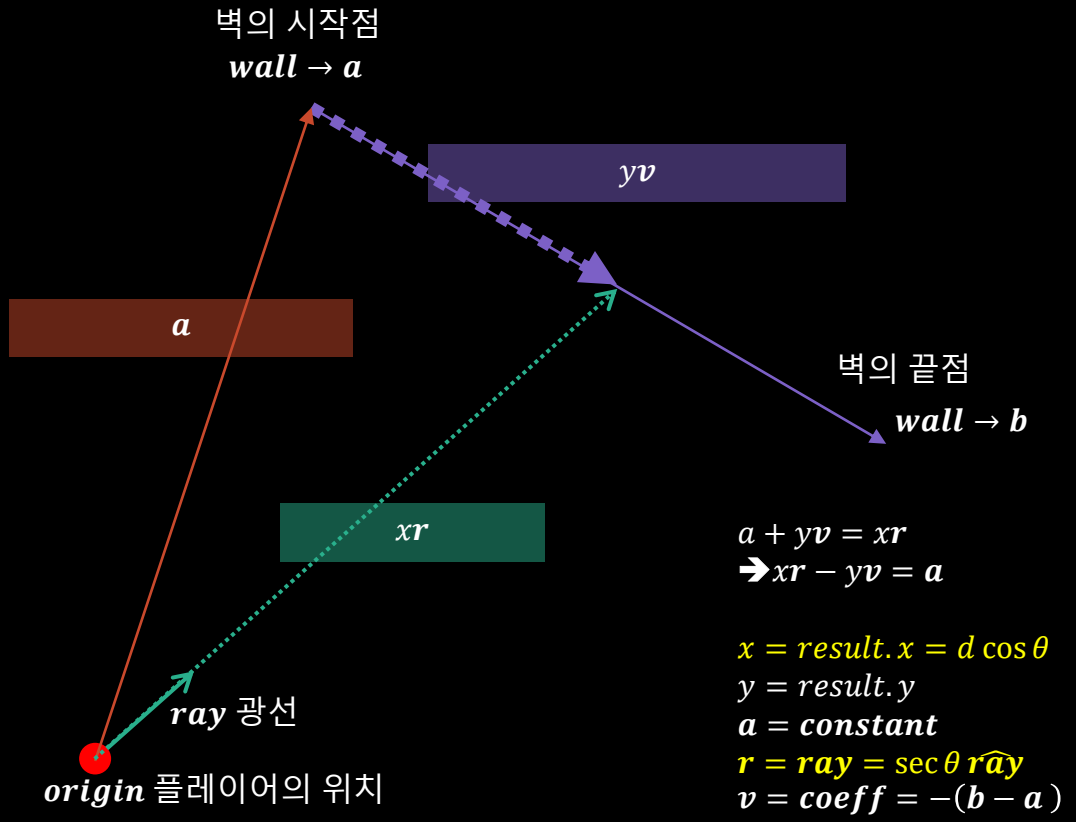 벽의 시작점
wall → a
yv
a
벽의 끝점
wall → b
xr
a + yv = xr
➔xr − yv = a
x = result.x = d cos θ
y = result.y
a = constant
r = ray = sec θ r͡ay
v = coeff = −(b − a )
ray 광선
origin 플레이어의 위치